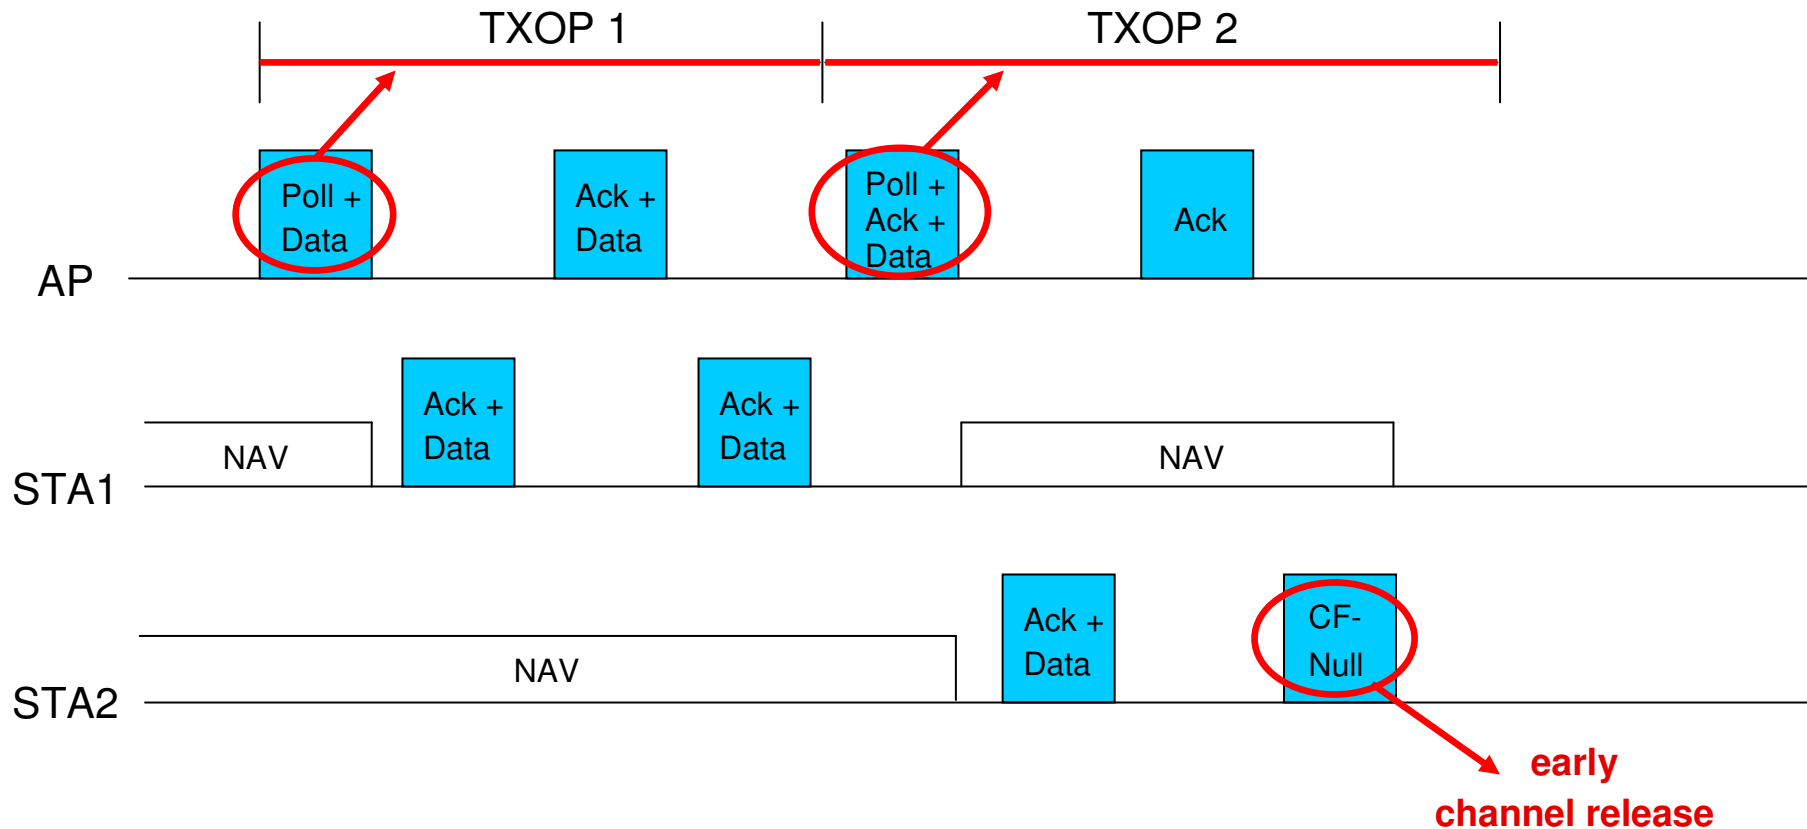 TXOP 1
TXOP 2
Poll +
Data
Ack +
Data
Poll +
Ack +
Data
Ack
AP
Ack +
Data
Ack +
Data
NAV
NAV
STA1
Ack +
Data
CF-
Null
NAV
STA2
early
channel release